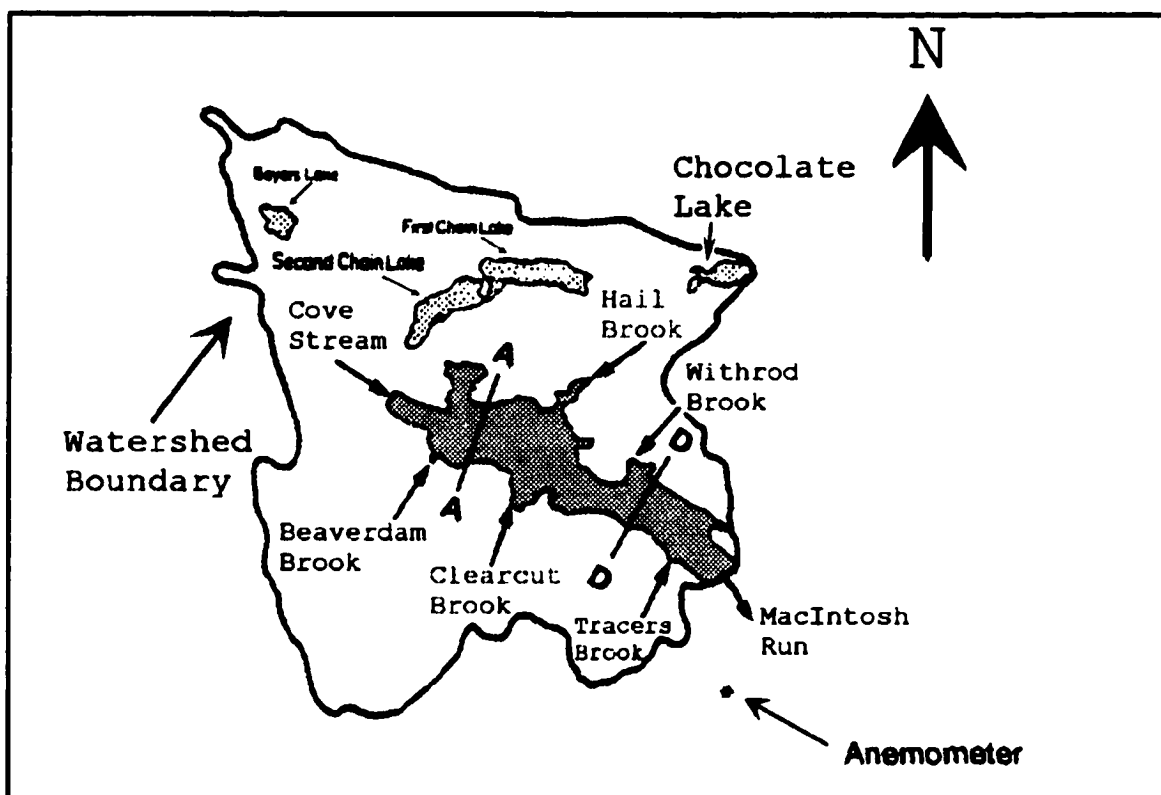 N
Chocolate
Lake
Bayers Lake
First Chain Lake
Second Chain Lake
Cove
Stream
Hail
Brook
A
Withrod
Brook
D
Watershed
Boundary
A
Beaverdam
Brook
Clearcut
Brook
D
Tracers
Brook
MacIntosh
Run
Anemometer